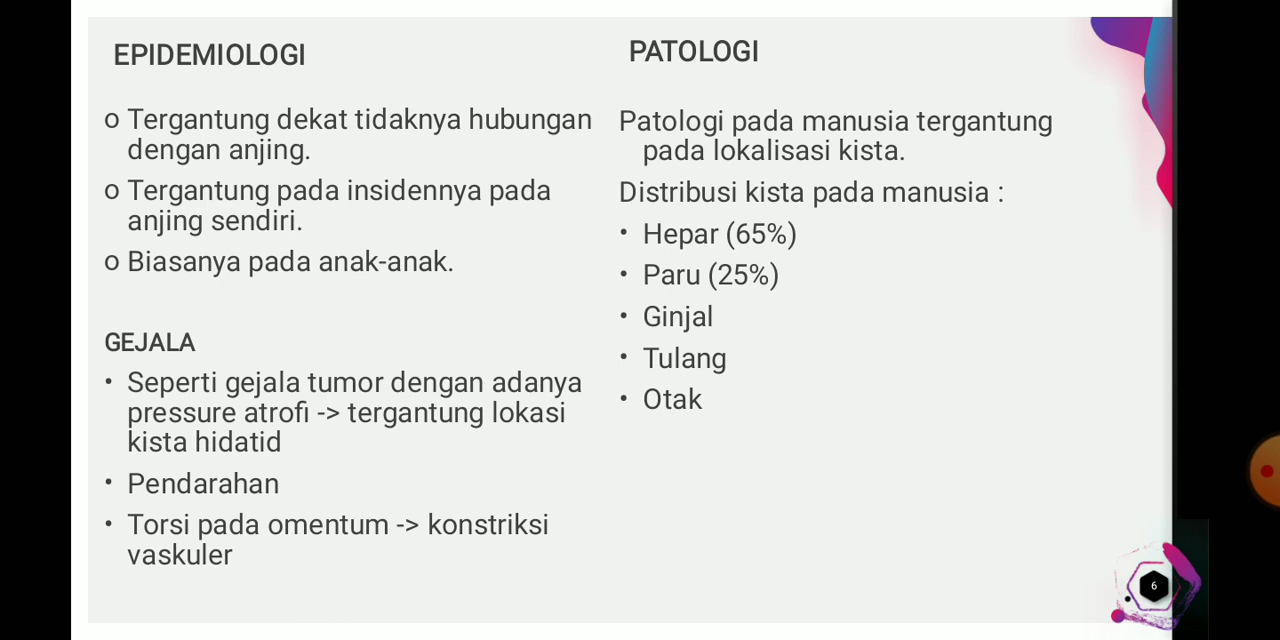 EPIDEMIOLOGI
o Tergantung dekat tidaknya hubungan
dengan anjing.
o Tergantung pada insidennya pada
anjing sendiri.
o Biasanya pada anak-anak.
GEJALA
• Seperti gejala tumor dengan adanya
pressure atrofi -> tergantung lokasi
kista hidatid
• Pendarahan
• Torsi pada omentum -> konstriksi
vaskuler
PATOLOGI
Patologi pada manusia tergantung
pada lokalisasi kista.
Distribusi kista pada manusia :
• Hepar (65%)
• Paru (25%)
• Ginjal
• Tulang
• Otak
6